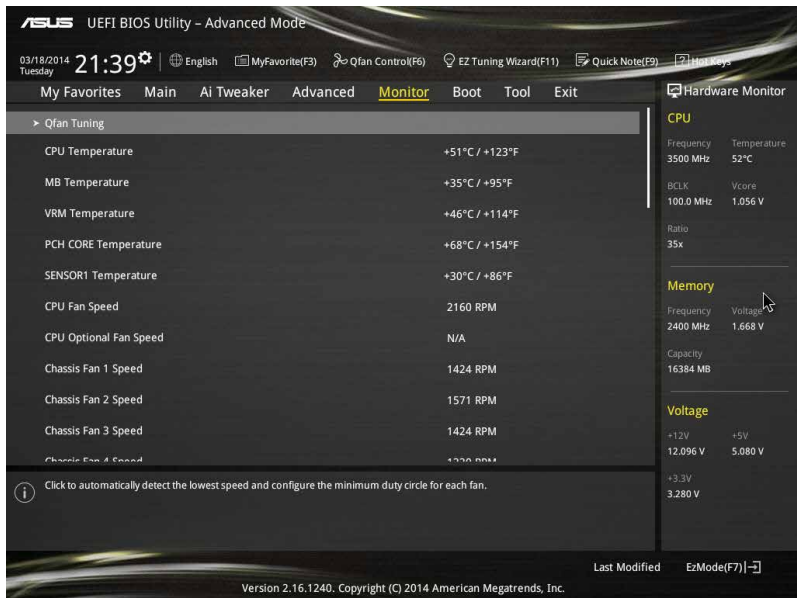 ASUS UEFI BIOS Utility – Advanced Mode
03/18/2014
Tuesday
21:39
English
MyFavorite(F3)
Qfan Control(F6)
EZ Tuning Wizard(F11)
Quick Note(F9)
? Hot Keys
My Favorites Main Ai Tweaker Advanced Monitor Boot Tool Exit
Qfan Tuning
CPU Temperature +51°C / +123°F
MB Temperature +35°C / +95°F
VRM Temperature +46°C / +114°F
PCH CORE Temperature +68°C / +154°F
SENSOR1 Temperature +30°C / +86°F
CPU Fan Speed 2160 RPM
CPU Optional Fan Speed N/A
Chassis Fan 1 Speed 1424 RPM
Chassis Fan 2 Speed 1571 RPM
Chassis Fan 3 Speed 1424 RPM
Chassis Fan 4 Speed
Click to automatically detect the lowest speed and configure the minimum duty circle for each fan.
Hardware Monitor
CPU
Frequency Temperature
3500 MHz 52°C
BCLK Vcore
100.0 MHz 1.056 V
Ratio
35x
Memory
Frequency Voltage
2400 MHz 1.668 V
Capacity
16384 MB
Voltage
+12V +5V
12.096 V 5.080 V
+3.3V
3.280 V
Last Modified EzMode(F7)
Version 2.16.1240. Copyright (C) 2014 American Megatrends, Inc.